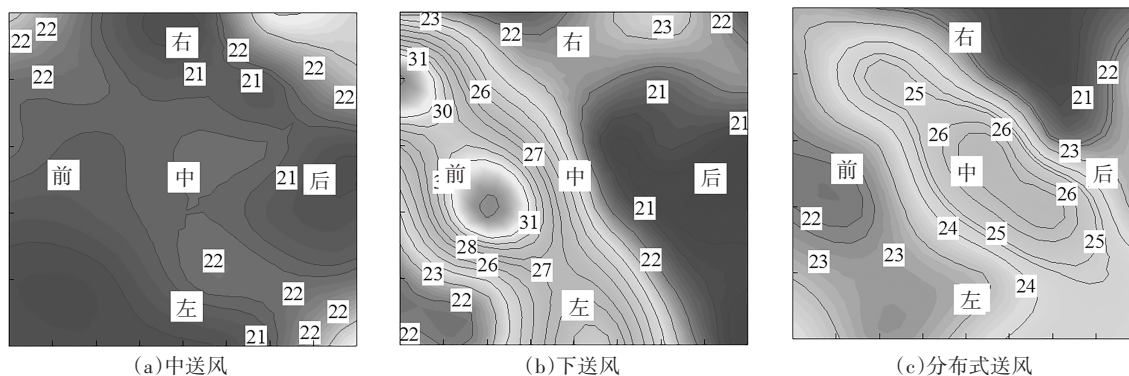 22 22 右 22 22
22 21 21 22
前 中 21 后
22 22 22
左 21 22
23 22 右 23 22
31 26 21
30 27 21
前 中 后
31 21
28 27 22
23 26
22 左
22
右
25 22
26 26 21
前 中 23 后
26
22 24 25 25
23 23 24
左
(a)中送风
(b)下送风
(c)分布式送风